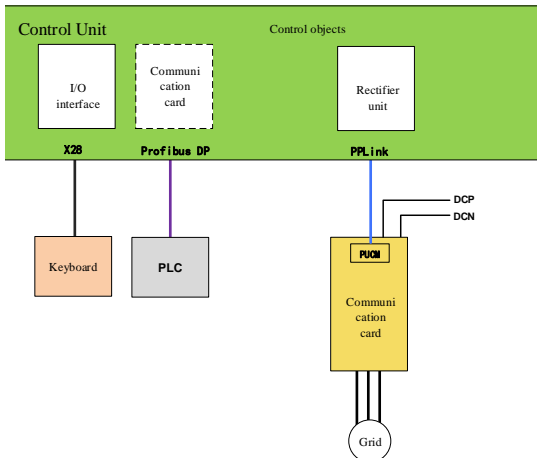 Control Unit
Control objects
I/O
interface
Communi
cation
card
Rectifier
unit
X28
Profibus DP
PPLink
DCP
DCN
Keyboard
PLC
PUCM
Communi
cation
card
Grid